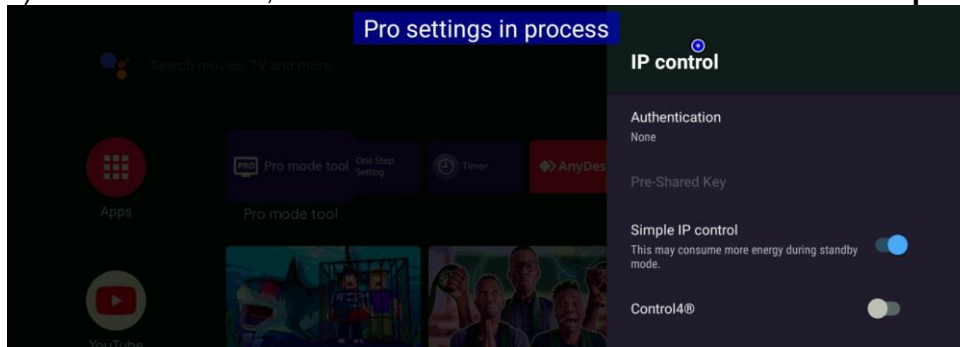 Pro settings in process
Search movies, TV and more
IP control
Authentication
None
PRO Pro mode tool
One Step
Setting
Timer
AnyDes
Pre-Shared Key
Apps
Pro mode tool
Simple IP control
This may consume more energy during standby
mode.
Control4®
YouTube